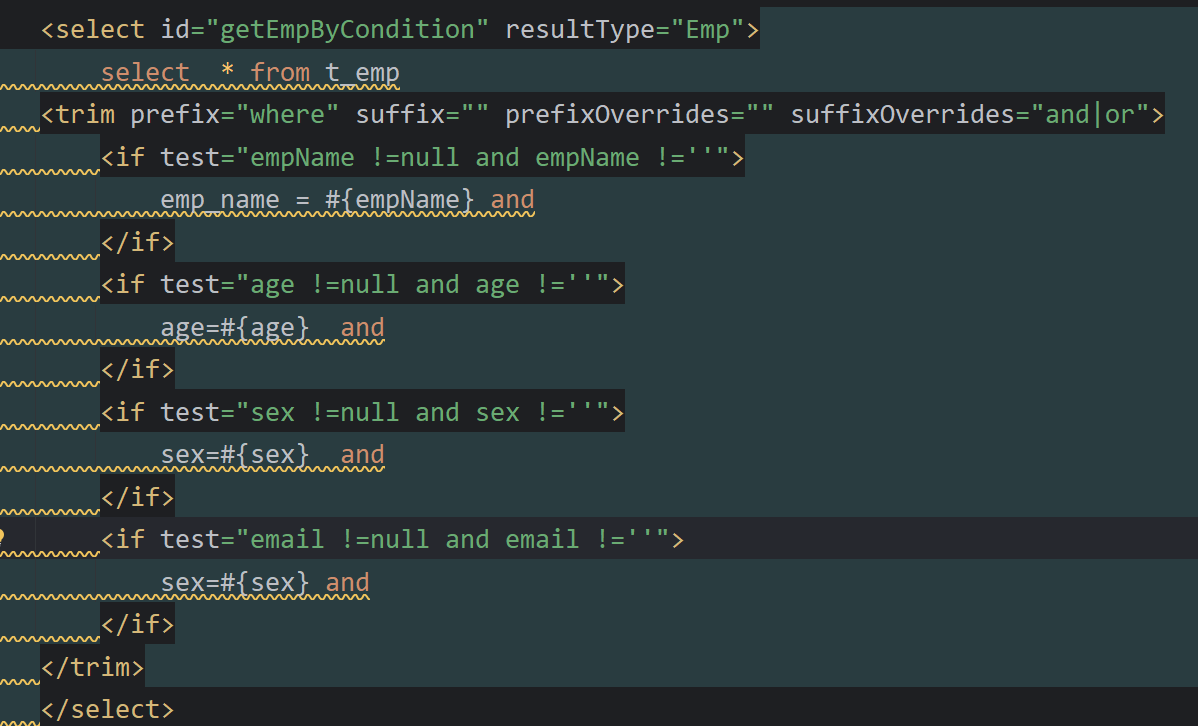 <select id="getEmpByCondition" resultType="Emp">
select  * from t_emp
<trim prefix="where" suffix="" prefixOverrides="" suffixOverrides="and|or">
<if test="empName !=null and empName !=''">
emp_name = #{empName} and
</if>
<if test="age !=null and age !=''">
age=#{age}  and
</if>
<if test="sex !=null and sex !=''">
sex=#{sex}  and
</if>
<if test="email !=null and email !=''">
sex=#{sex} and
</if>
</trim>
</select>